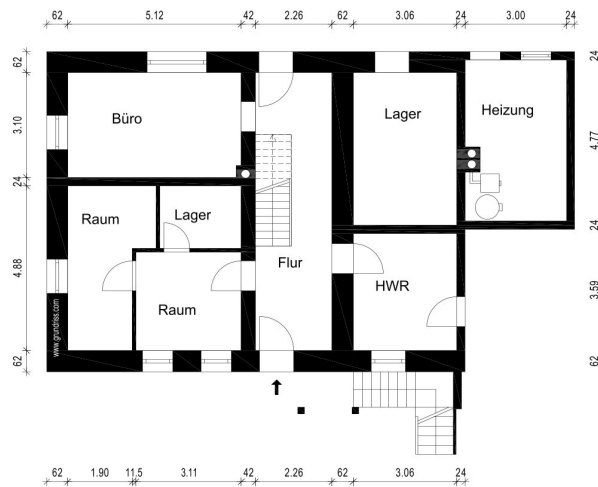 62 5.12 42 2.26 62 3.06 24 3.00 24
62
3.10
24
4.88
62
24
4.77
24
3.59
62
Büro
Lager
Heizung
Raum
Lager
Flur
HWR
Raum
www.grundriss.com
62 1.90 11.5 3.11 42 2.26 62 3.06 24